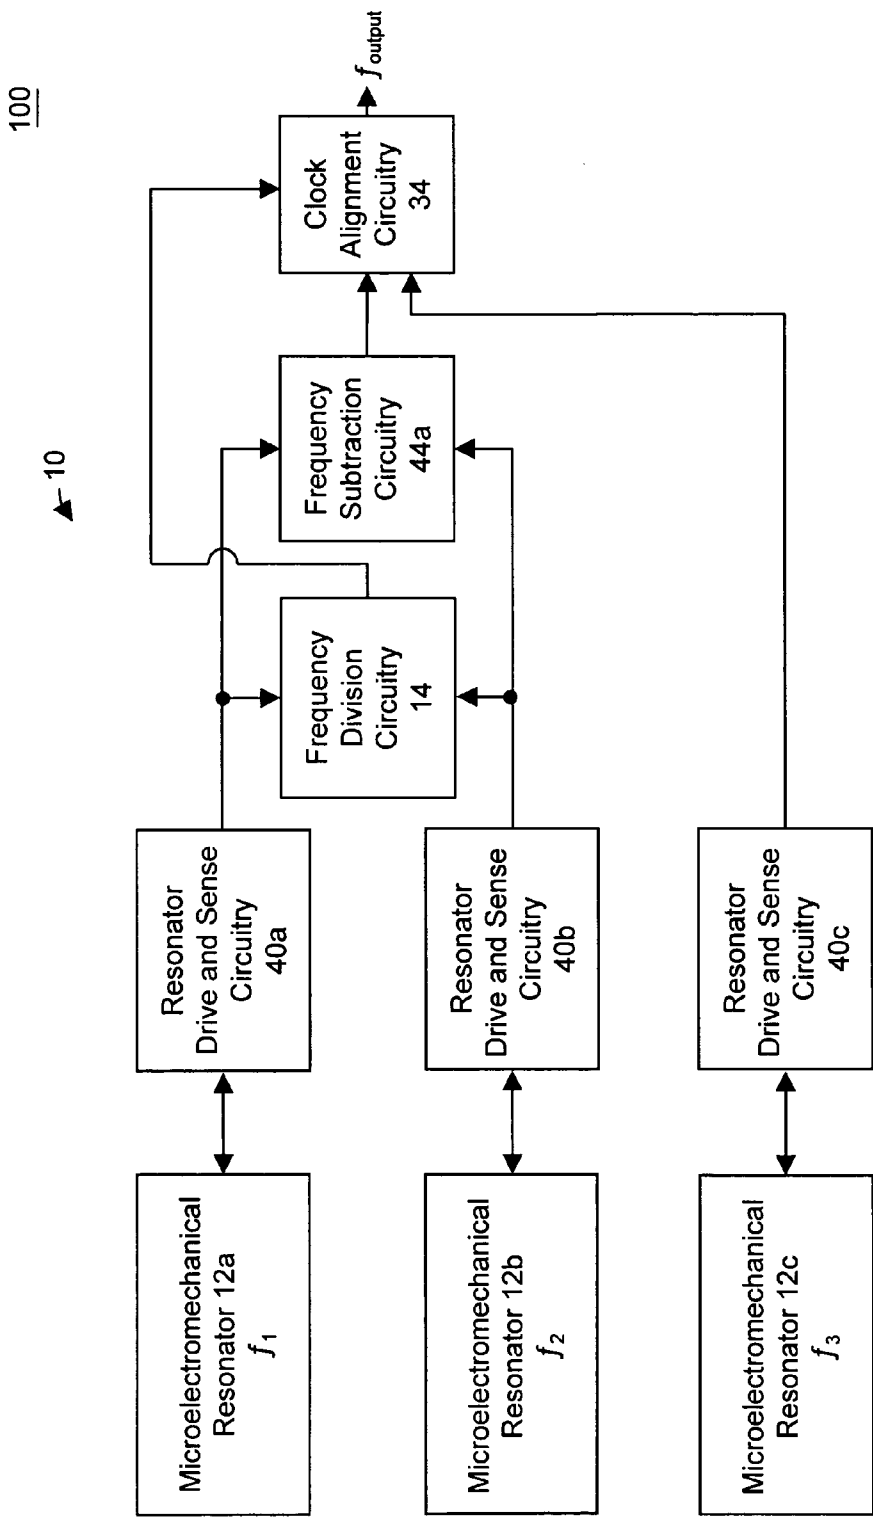 100
10
Microelectromechanical
Resonator 12a
f1
Resonator
Drive and Sense
Circuitry
40a
Frequency
Division
Circuitry
14
Frequency
Subtraction
Circuitry
44a
Clock
Alignment
Circuitry
34
foutput
Microelectromechanical
Resonator 12b
f2
Resonator
Drive and Sense
Circuitry
40b
Microelectromechanical
Resonator 12c
f3
Resonator
Drive and Sense
Circuitry
40c